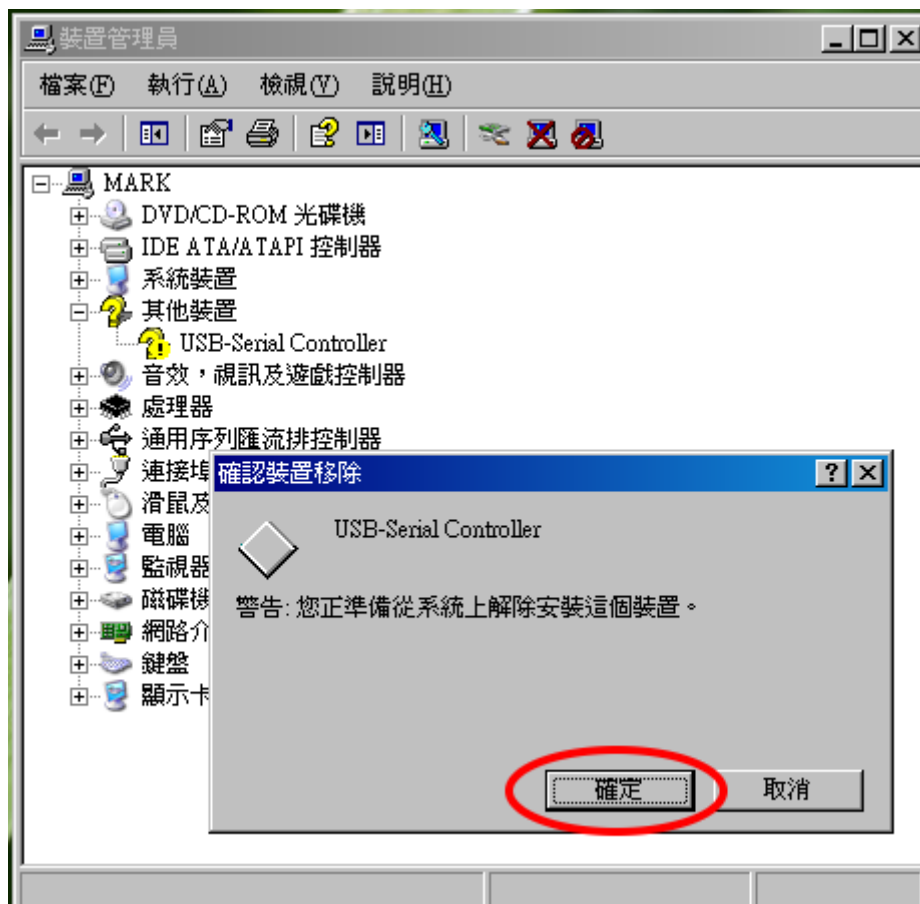 裝置管理員
檔案(F) 執行(A) 檢視(V) 說明(H)
MARK
DVD/CD-ROM 光碟機
IDE ATA/ATAPI 控制器
系統裝置
其他裝置
USB-Serial Controller
音效，視訊及遊戲控制器
處理器
通用序列匯流排控制器
連接埠
滑鼠及
電腦
監視器
磁碟機
網路介
鍵盤
顯示卡
確認裝置移除
USB-Serial Controller
警告: 您正準備從系統上解除安裝這個裝置。
確定 取消